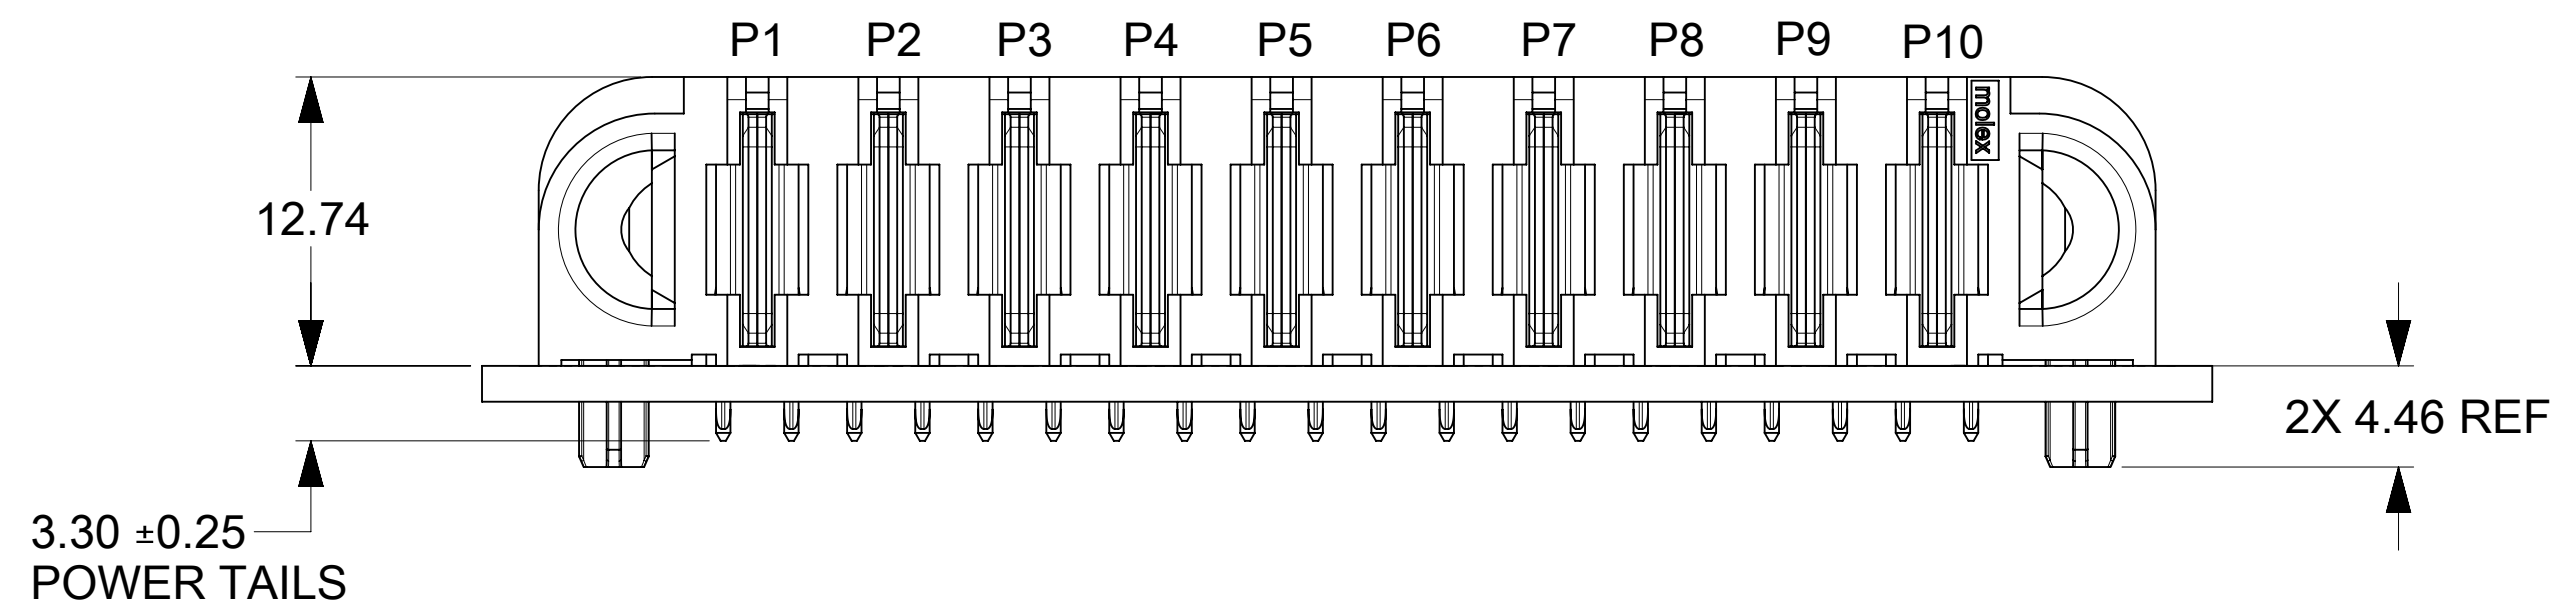 P1 P2 P3 P4 P5 P6 P7 P8 P9 P10
molex
12.74
2X 4.46 REF
3.30 ±0.25
POWER TAILS